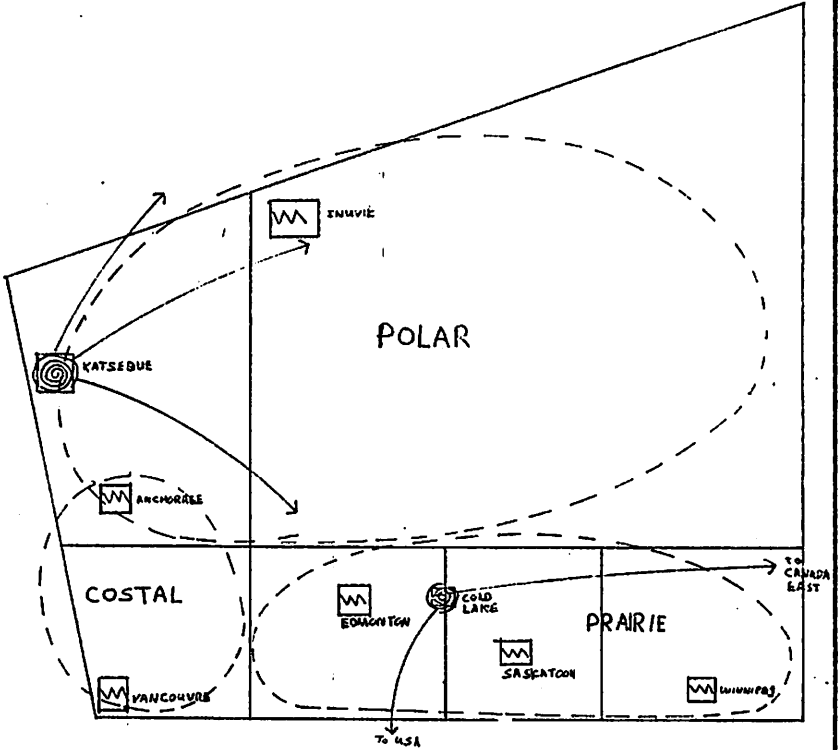 INUVIK
POLAR
KATSEBUE
ANCHORAGE
TO
CANADA
EAST
COSTAL
COLD
LAKE
EDMONTON
PRAIRIE
SASKATOON
VANCOUVRE
WINNIPEG
TO USA